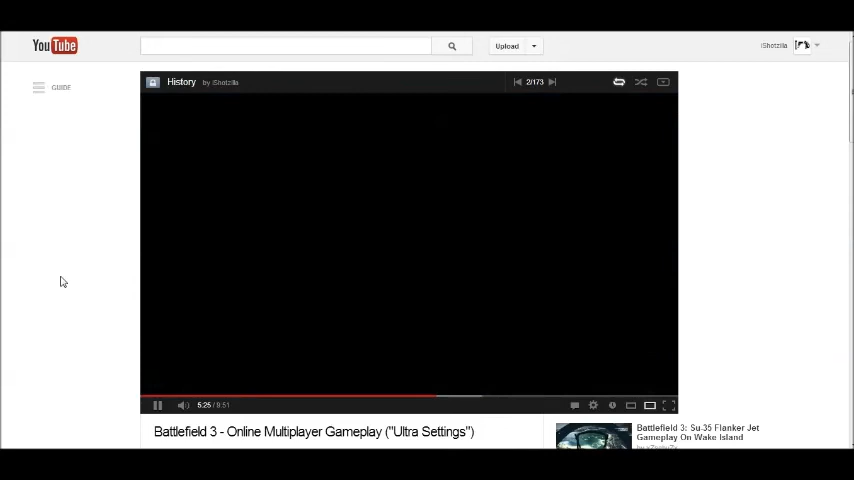 YouTube
Upload
iShotzilla
GUIDE
History by iShotzilla
2/173
5:25 / 9:51
Battlefield 3 - Online Multiplayer Gameplay ("Ultra Settings")
Battlefield 3: Su-35 Flanker Jet
Gameplay On Wake Island